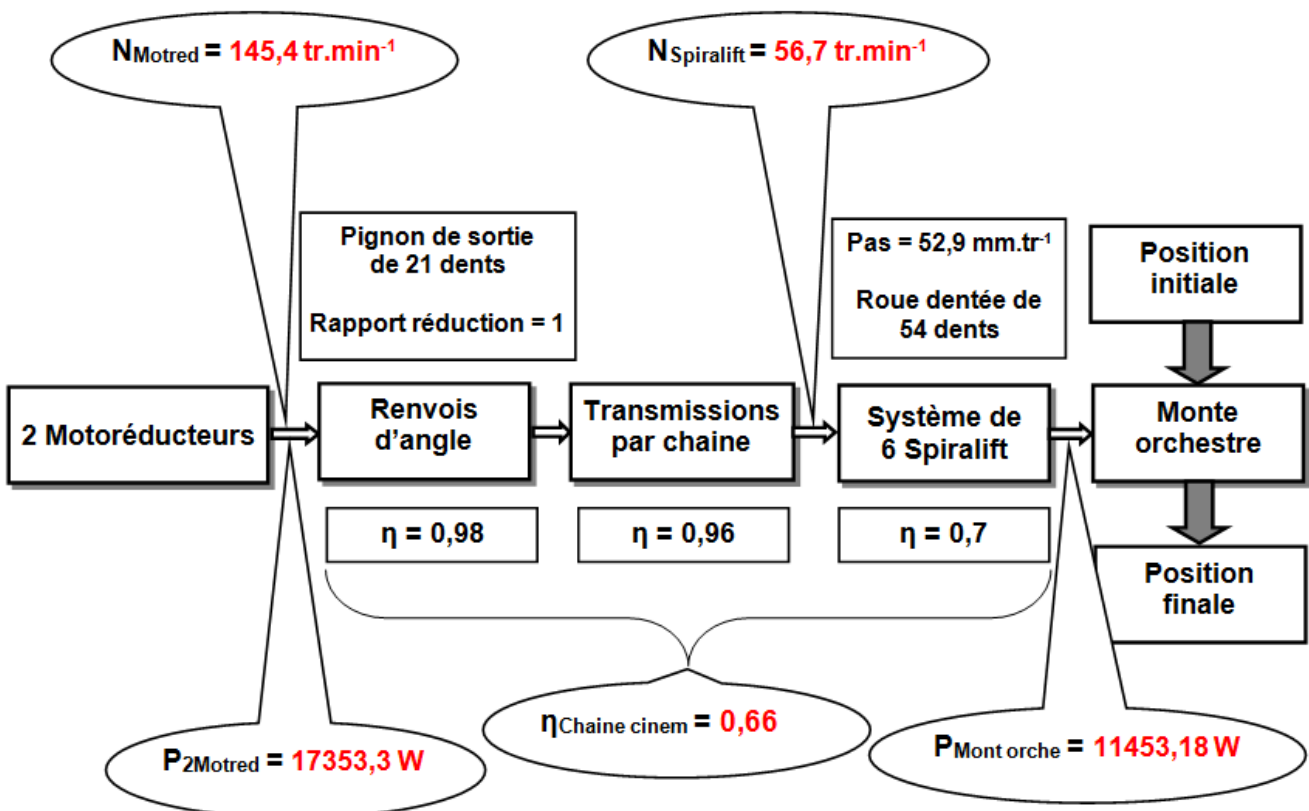 N Motred = 145,4 tr.min⁻¹
N Spiralift = 56,7 tr.min⁻¹
Pignon de sortie
de 21 dents
Rapport réduction = 1
Pas = 52,9 mm.tr⁻¹
Roue dentée de
54 dents
Position
initiale
2 Motoréducteurs
Renvois
d’angle
Transmissions
par chaine
Système de
6 Spiralift
Monte
orchestre
η = 0,98
η = 0,96
η = 0,7
Position
finale
ηChaine cinem = 0,66
P2Motred = 17353,3 W
PMont orche = 11453,18 W